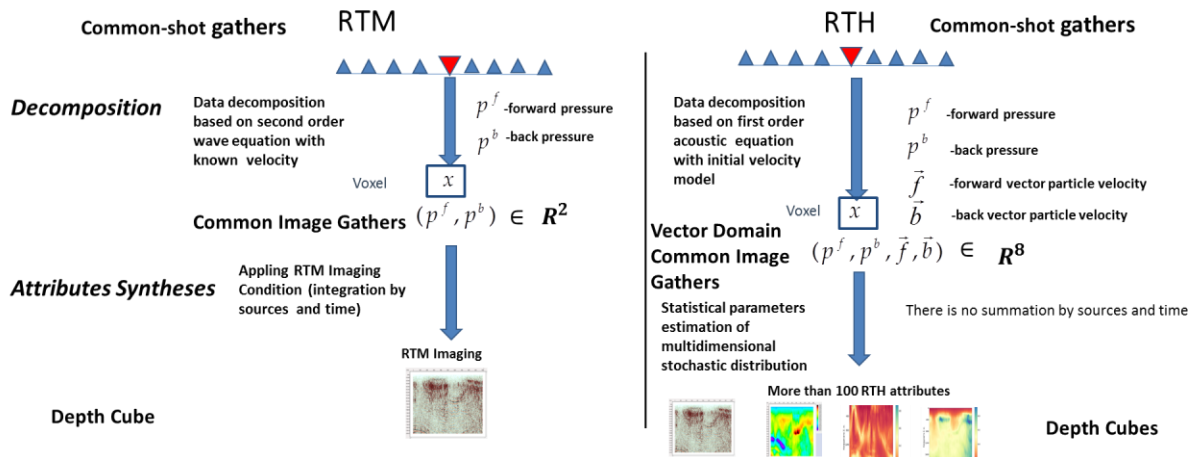 Common-shot gathers
RTM
Decomposition
Data decomposition
based on second order
wave equation with
known velocity
p^f -forward pressure
p^b -back pressure
Voxel
x
Common Image Gathers (p^f, p^b) ∈ R^2
Attributes Syntheses
Appling RTM Imaging
Condition (integration by
sources and time)
RTM Imaging
Depth Cube
RTH
Common-shot gathers
Data decomposition
based on first order
acoustic equation
with initial velocity
model
p^f -forward pressure
p^b -back pressure
f⃗ -forward vector particle velocity
b⃗ -back vector particle velocity
Voxel
x
Vector Domain
Common Image
Gathers
(p^f, p^b, f⃗, b⃗) ∈ R^8
Statistical parameters
estimation of
multidimensional
stochastic distribution
There is no summation by sources and time
More than 100 RTH attributes
Depth Cubes